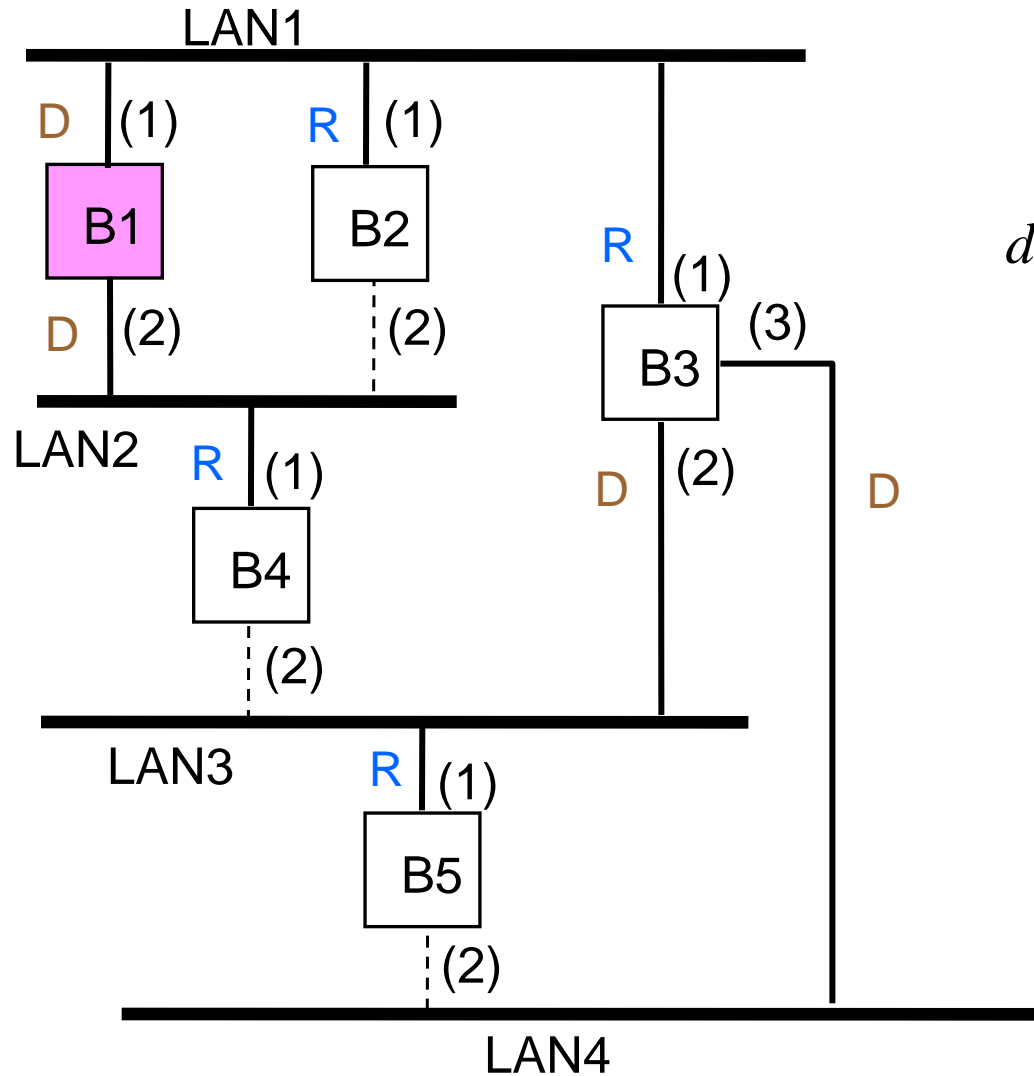 LAN1
D (1) R (1)
B1 B2
R (1) (3)
d
D (2) (2)
B3
LAN2
R (1) D (2) D
B4
(2)
LAN3
R (1)
B5
(2)
LAN4